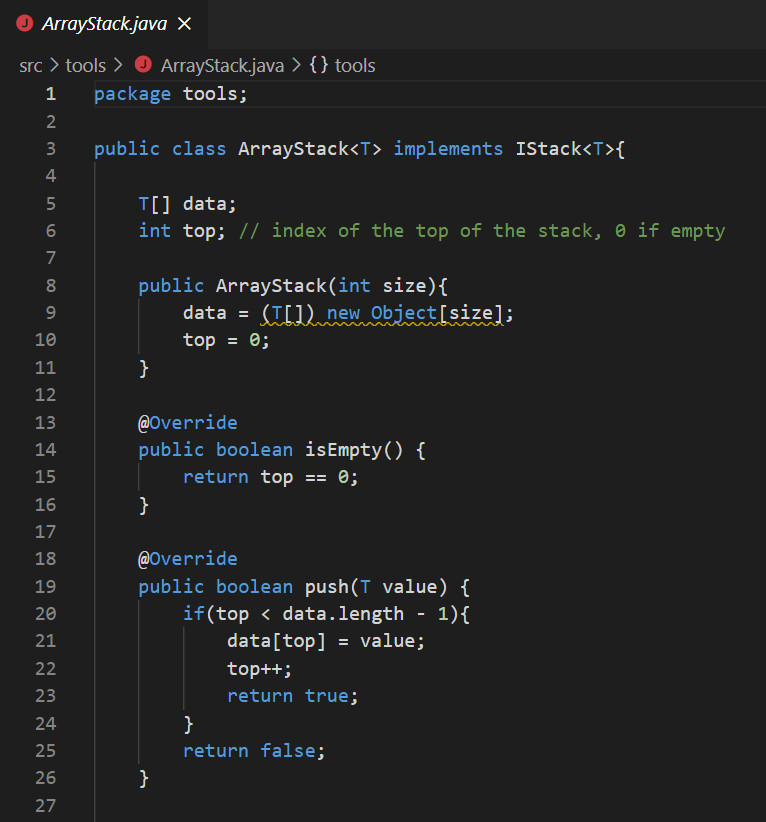 ArrayStack.java ×
src > tools > ArrayStack.java > {} tools
1 package tools;
2
3 public class ArrayStack<T> implements IStack<T>{
4
5     T[] data;
6     int top; // index of the top of the stack, 0 if empty
7
8     public ArrayStack(int size){
9         data = (T[]) new Object[size];
10         top = 0;
11     }
12
13     @Override
14     public boolean isEmpty() {
15         return top == 0;
16     }
17
18     @Override
19     public boolean push(T value) {
20         if(top < data.length - 1){
21             data[top] = value;
22             top++;
23             return true;
24         }
25         return false;
26     }
27